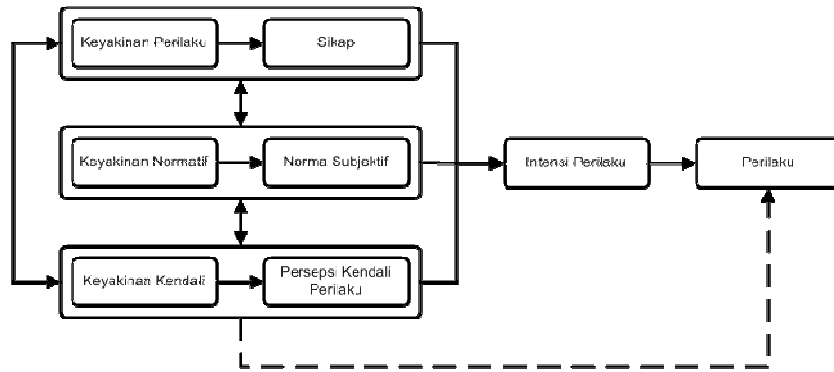 Keyakinan Perilaku
Sikap
Keyakinan Normatif
Norma Subjektif
Intensi Perilaku
Perilaku
Keyakinan Kendali
Persepsi Kendali
Perilaku